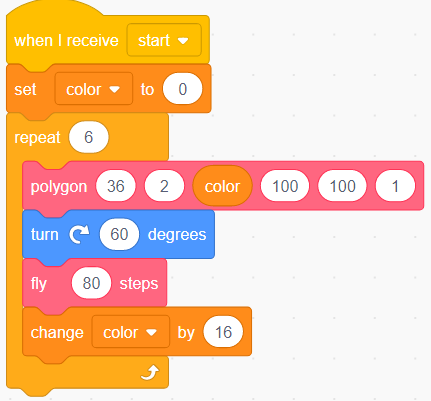 when I receive start
set color to 0
repeat 6
polygon 36 2 color 100 100 1
turn 60 degrees
fly 80 steps
change color by 16